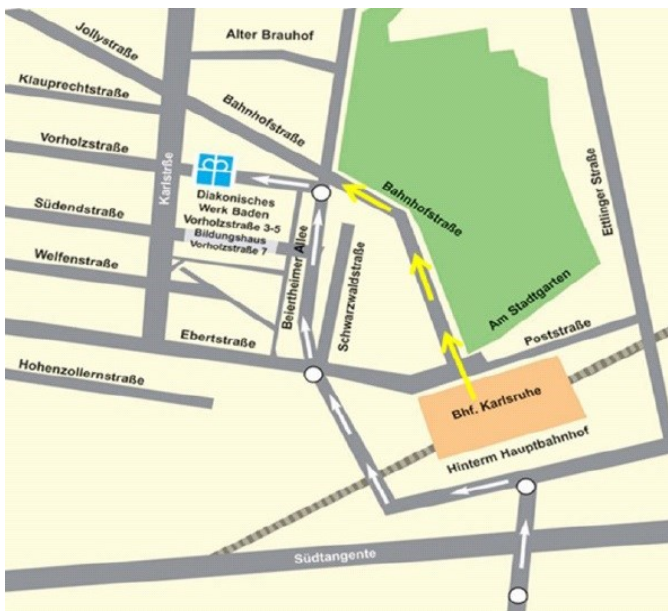 Jollystraße
Alter Brauhof
Klauprechtstraße
Bahnhofstraße
Vorholzstraße
Karlstrße
Diakonisches
Werk Baden
Vorholzstraße 3-5
Bildungshaus
Vorholzstraße 7
Südendstraße
Welfenstraße
Beiertheimer Allee
Schwarzwaldstraße
Bahnhofstraße
Ettlinger Straße
Am Stadtgarten
Ebertstraße
Poststraße
Hohenzollernstraße
Bhf. Karlsruhe
Hinterm Hauptbahnhof
Südtangente